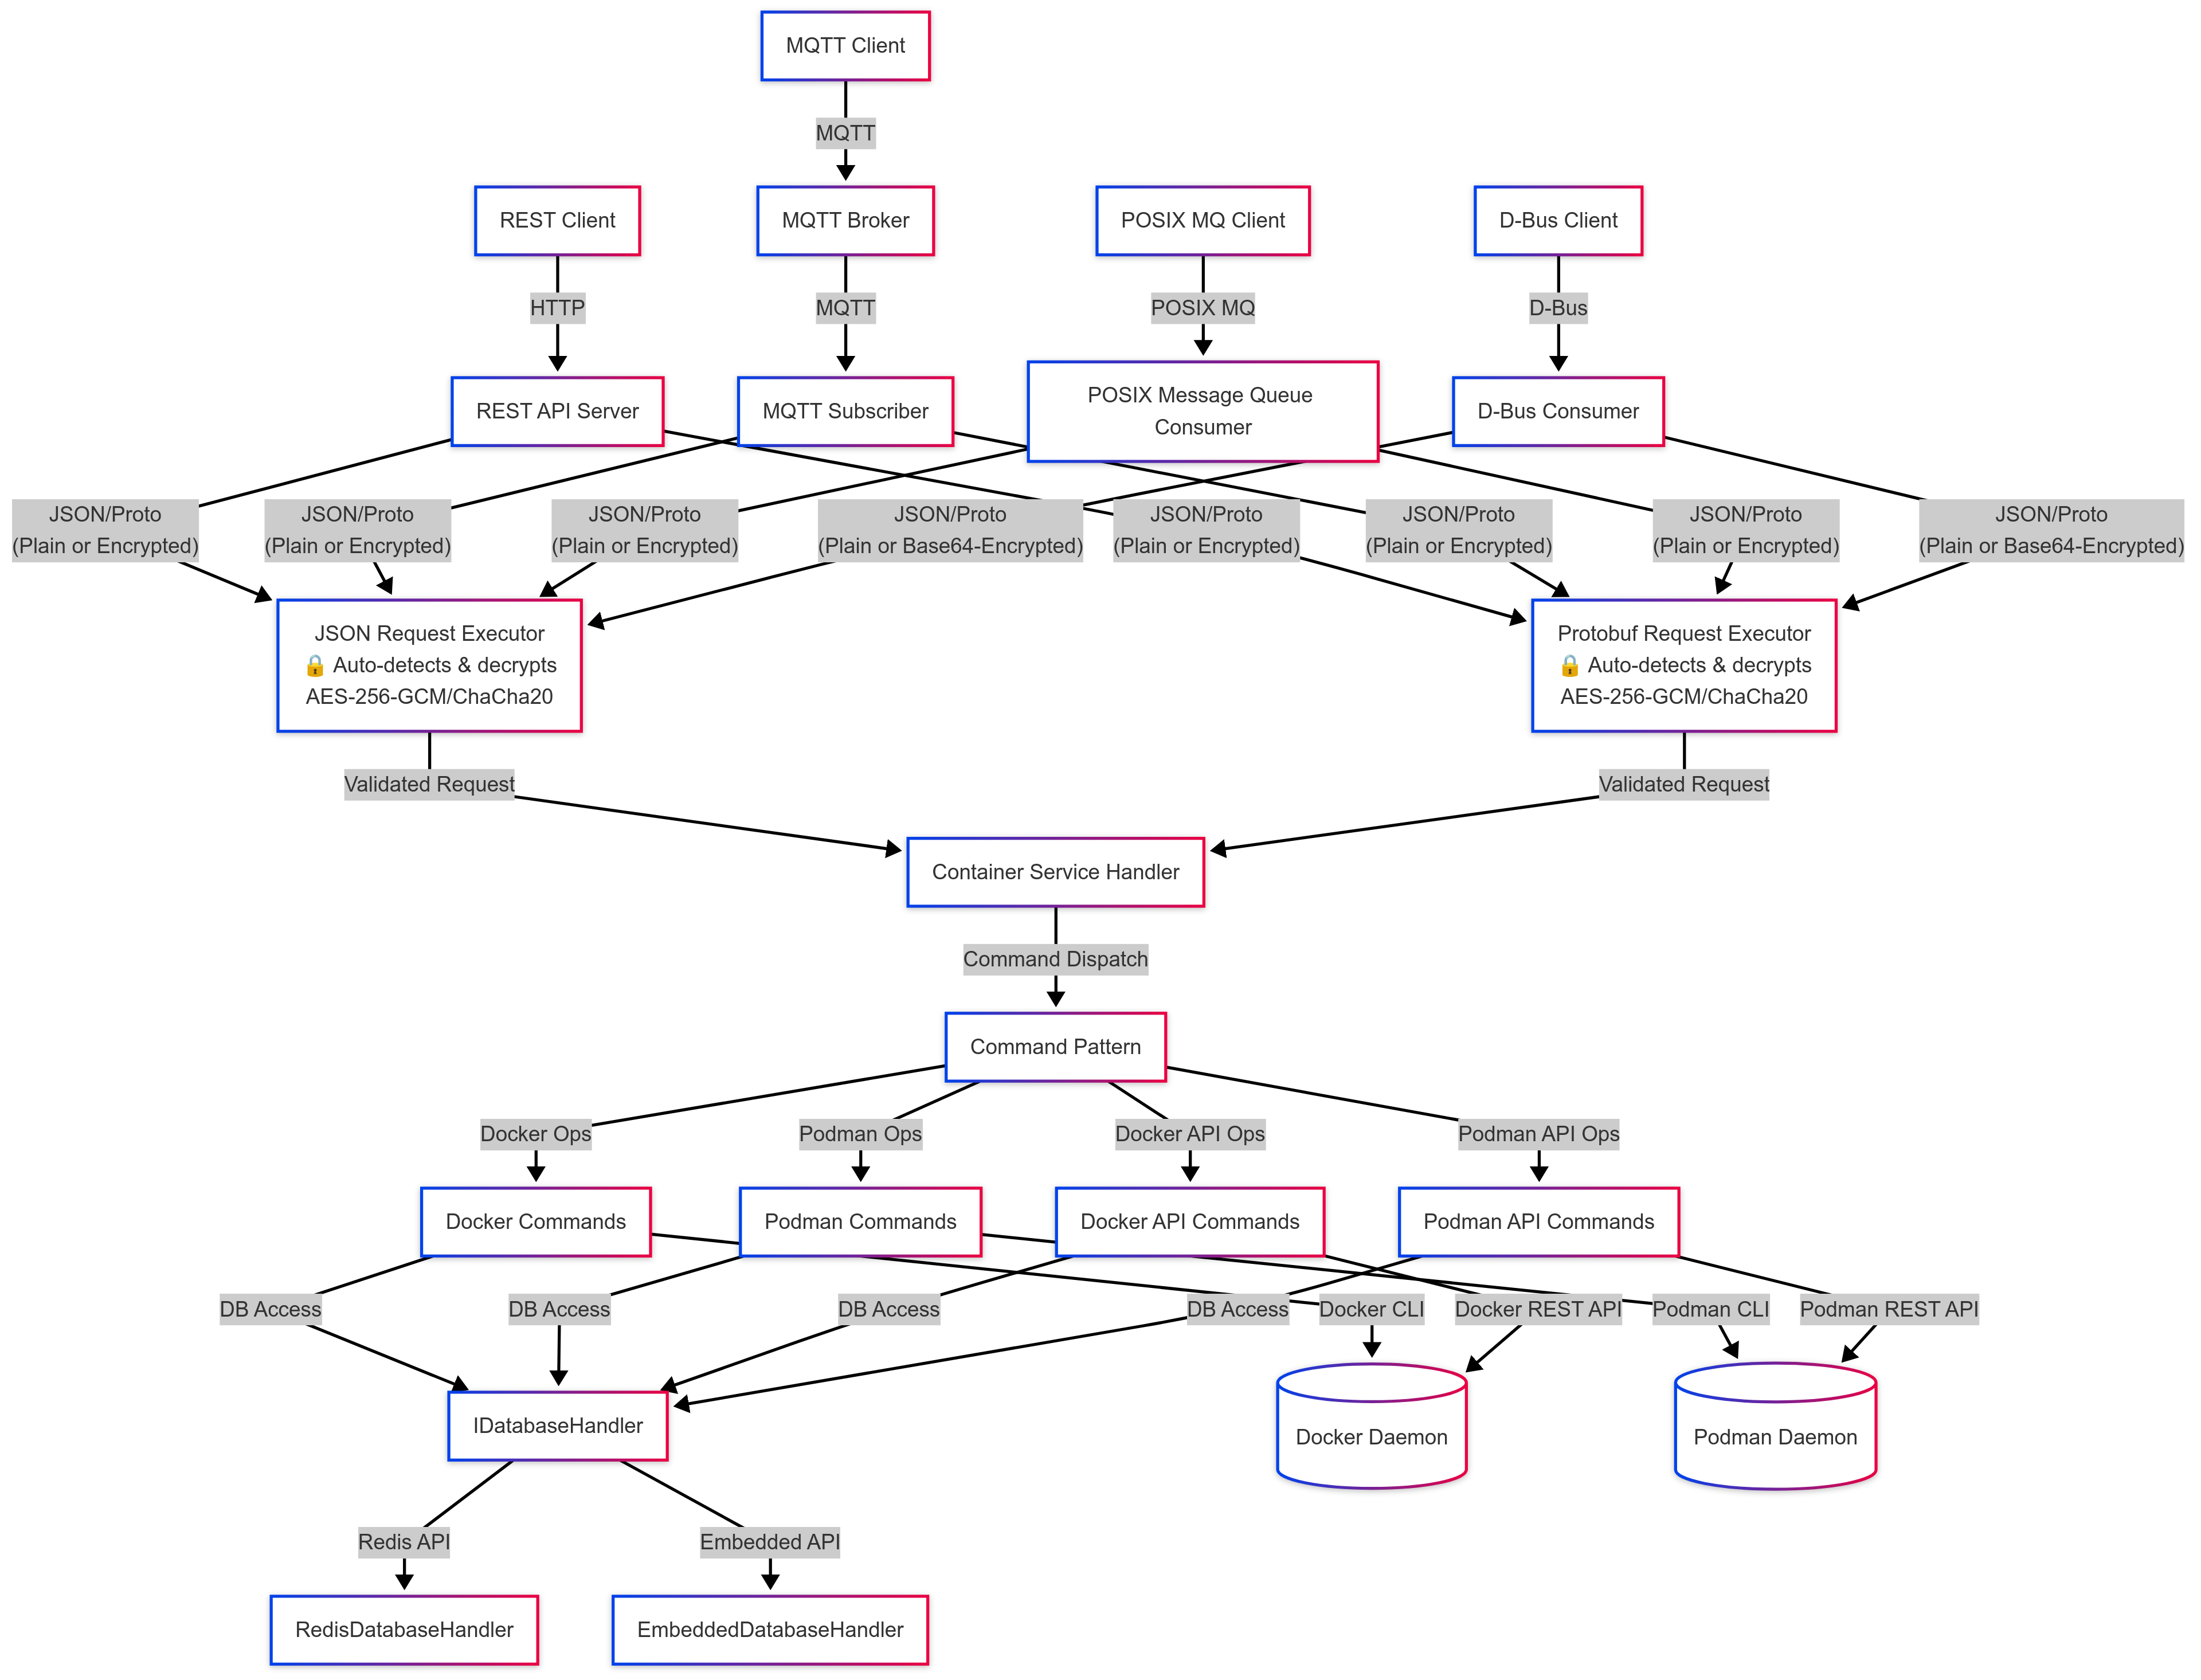 MQTT Client
MQTT
REST Client
MQTT Broker
POSIX MQ Client
D-Bus Client
HTTP
MQTT
POSIX MQ
D-Bus
REST API Server
MQTT Subscriber
POSIX Message Queue
Consumer
D-Bus Consumer
JSON/Proto
(Plain or Encrypted)
JSON/Proto
(Plain or Encrypted)
JSON/Proto
(Plain or Encrypted)
JSON/Proto
(Plain or Base64-Encrypted)
JSON/Proto
(Plain or Encrypted)
JSON/Proto
(Plain or Encrypted)
JSON/Proto
(Plain or Encrypted)
JSON/Proto
(Plain or Base64-Encrypted)
JSON Request Executor
🔒 Auto-detects & decrypts
AES-256-GCM/ChaCha20
Protobuf Request Executor
🔒 Auto-detects & decrypts
AES-256-GCM/ChaCha20
Validated Request
Validated Request
Container Service Handler
Command Dispatch
Command Pattern
Docker Ops
Podman Ops
Docker API Ops
Podman API Ops
Docker Commands
Podman Commands
Docker API Commands
Podman API Commands
DB Access
DB Access
DB Access
DB Access
Docker CLI
Docker REST API
Podman CLI
Podman REST API
IDatabaseHandler
Docker Daemon
Podman Daemon
Redis API
Embedded API
RedisDatabaseHandler
EmbeddedDatabaseHandler